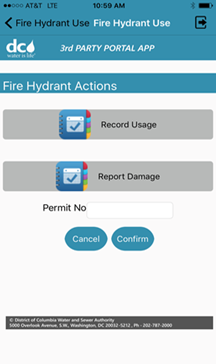 AT&T LTE 10:59 AM
Fire Hydrant Use Fire Hydrant Use
dc
water is life
3rd PARTY PORTAL APP
Fire Hydrant Actions
Record Usage
Report Damage
Permit No
Cancel Confirm
© District of Columbia Water and Sewer Authority
5000 Overlook Avenue, S.W., Washington, DC 20032-5212, Ph - 202-787-2000